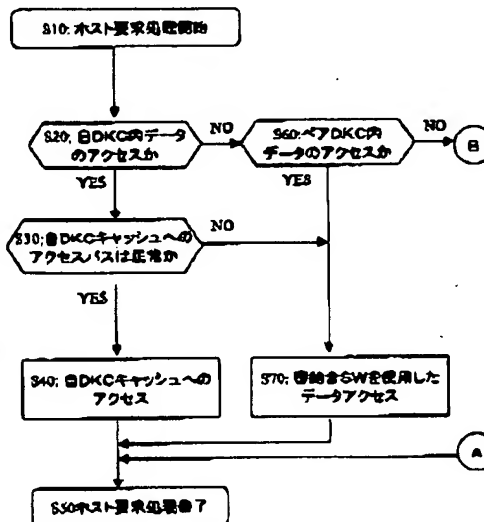 S10; ホスト要求処理開始
S20; 自DKC内データ
のアクセスか
NO
S60; ペアDKC内
データのアクセスか
NO
B
YES
YES
S30; 自DKCキャッシュへの
アクセスパスは正常か
NO
YES
S40; 自DKCキャッシュへの
アクセス
S70; 密結合SWを使用した
データアクセス
A
S50ホスト要求処理終了